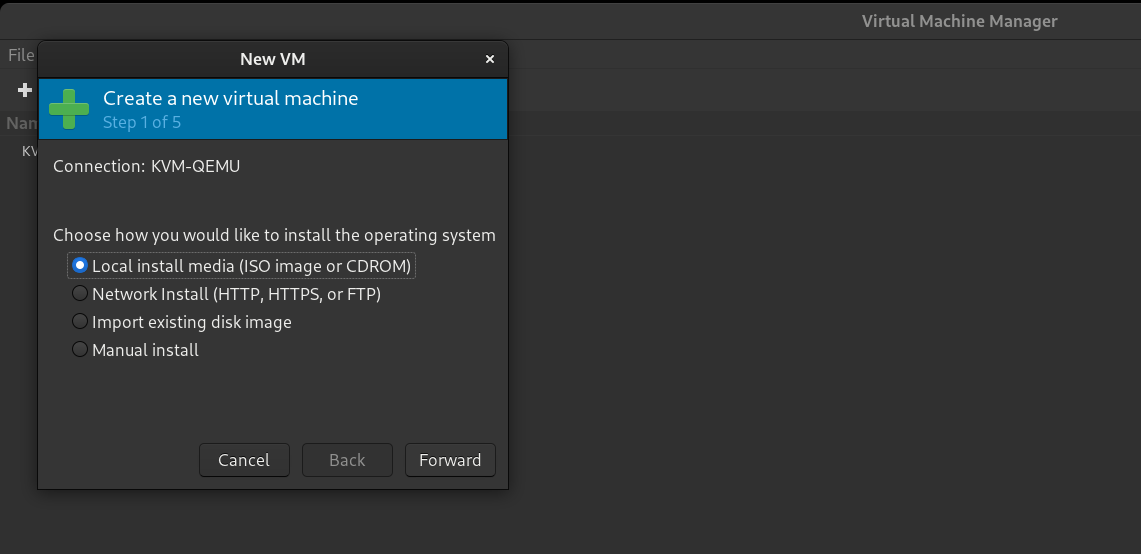 Virtual Machine Manager
File
New VM
Create a new virtual machine
Step 1 of 5
Connection: KVM-QEMU
Choose how you would like to install the operating system
Local install media (ISO image or CDROM)
Network Install (HTTP, HTTPS, or FTP)
Import existing disk image
Manual install
Cancel Back Forward